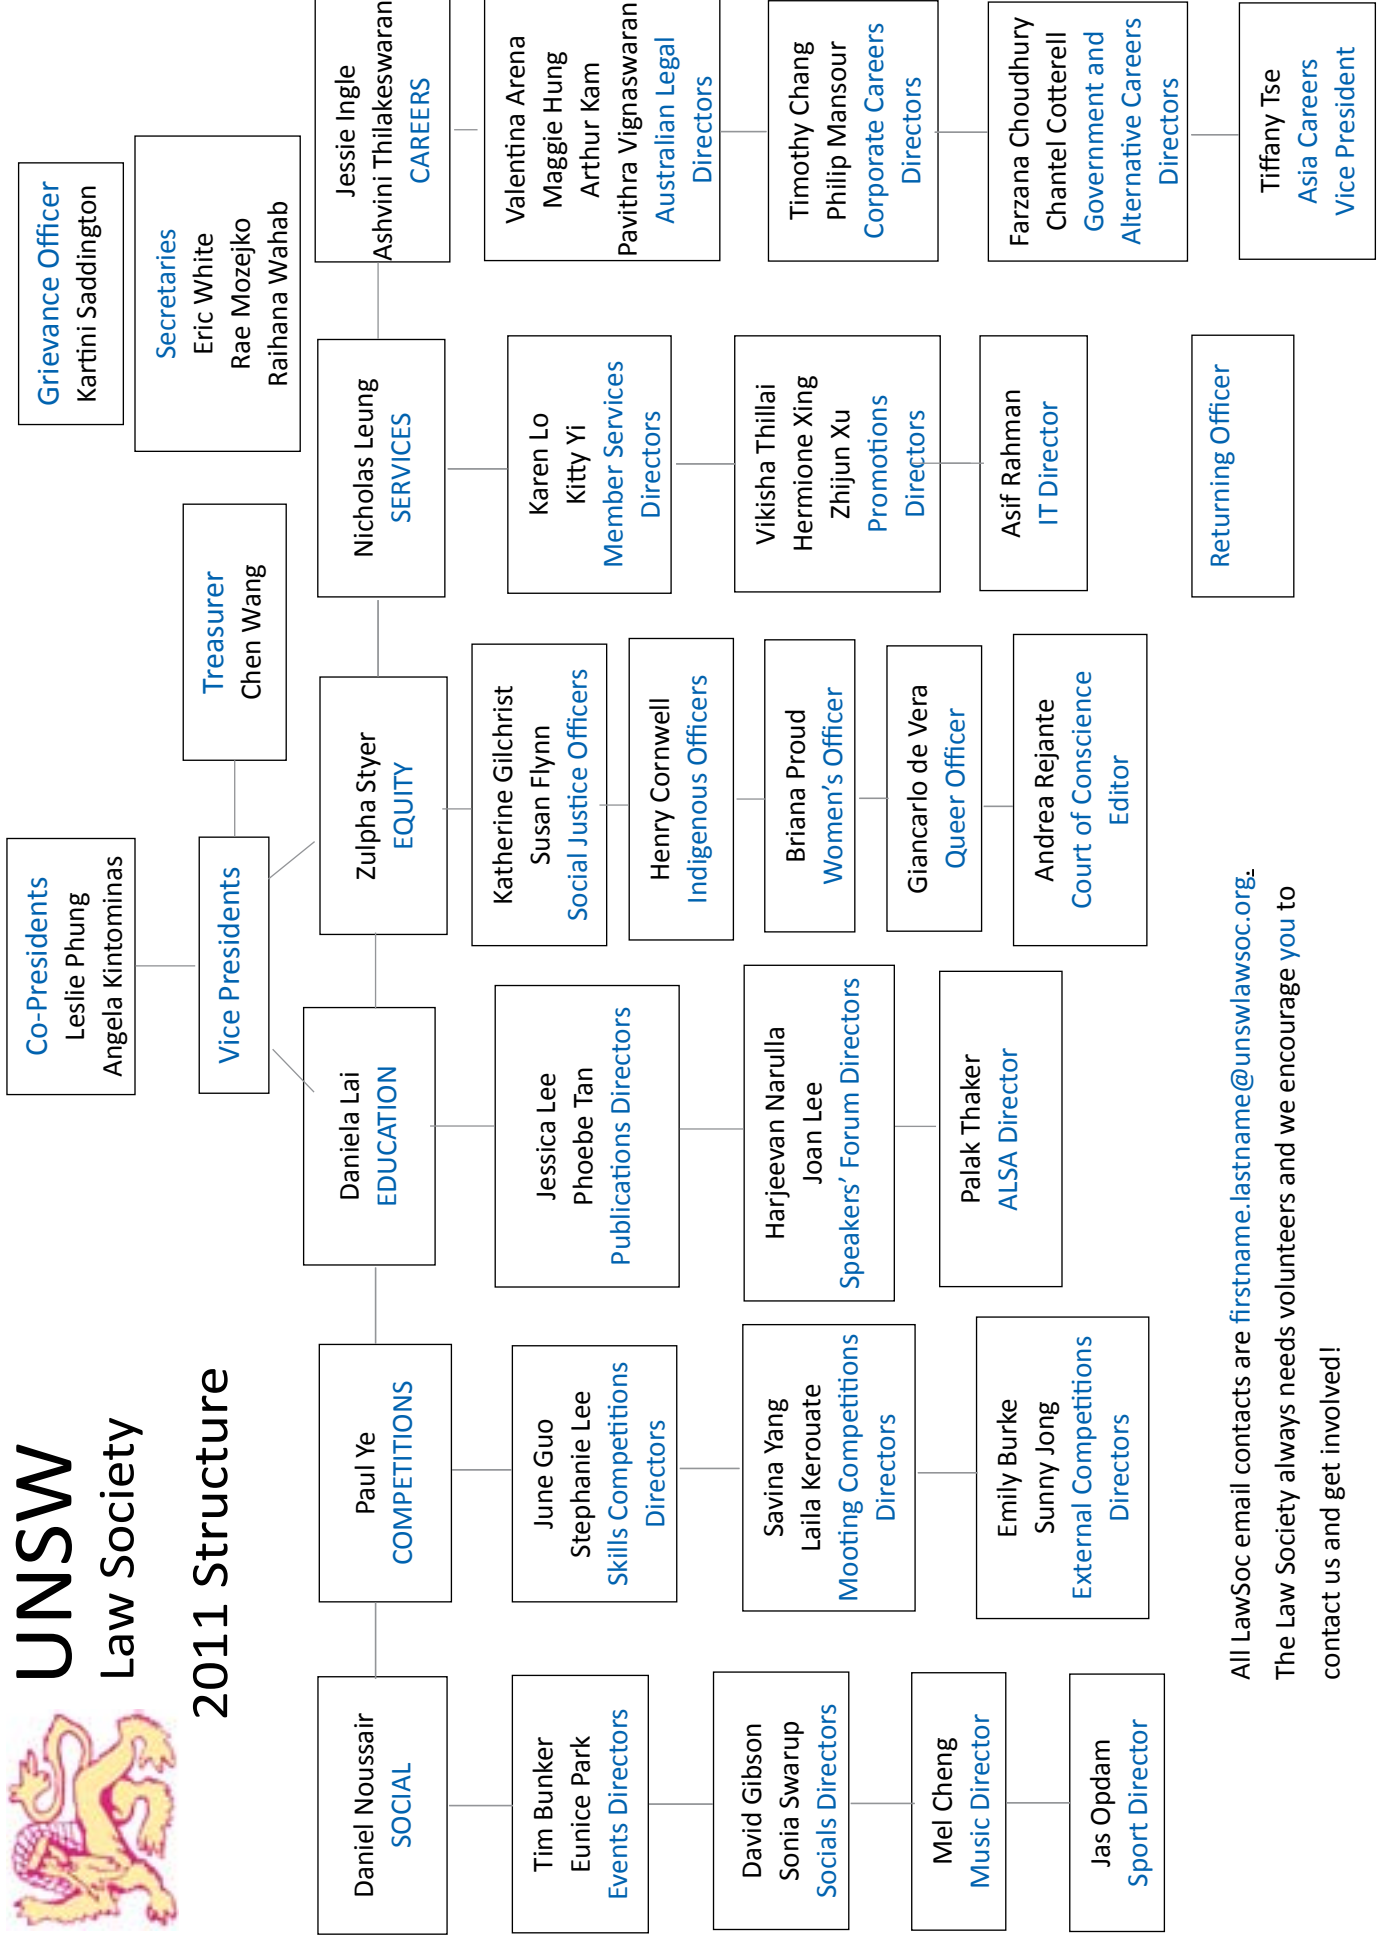 UNSW
Law Society
2011 Structure
Co-Presidents
Leslie Phung
Angela Kintominas
Grievance Officer
Kartini Saddington
Secretaries
Eric White
Rae Mozejko
Raihana Wahab
Treasurer
Chen Wang
Vice Presidents
Daniel Noussair
SOCIAL
Tim Bunker
Eunice Park
Events Directors
David Gibson
Sonia Swarup
Socials Directors
Mel Cheng
Music Director
Jas Opdam
Sport Director
Paul Ye
COMPETITIONS
June Guo
Stephanie Lee
Skills Competitions
Directors
Savina Yang
Laila Kerouate
Mooting Competitions
Directors
Emily Burke
Sunny Jong
External Competitions
Directors
Daniela Lai
EDUCATION
Jessica Lee
Phoebe Tan
Publications Directors
Harjeevan Narulla
Joan Lee
Speakers’ Forum Directors
Palak Thaker
ALSA Director
Zulpha Styer
EQUITY
Katherine Gilchrist
Susan Flynn
Social Justice Officers
Henry Cornwell
Indigenous Officers
Briana Proud
Women’s Officer
Giancarlo de Vera
Queer Officer
Andrea Rejante
Court of Conscience
Editor
Nicholas Leung
SERVICES
Karen Lo
Kitty Yi
Member Services
Directors
Vikisha Thillai
Hermione Xing
Zhijun Xu
Promotions
Directors
Asif Rahman
IT Director
Returning Officer
Jessie Ingle
Ashvini Thilakeswaran
CAREERS
Valentina Arena
Maggie Hung
Arthur Kam
Pavithra Vignaswaran
Australian Legal
Directors
Timothy Chang
Philip Mansour
Corporate Careers
Directors
Farzana Choudhury
Chantel Cotterell
Government and
Alternative Careers
Directors
Tiffany Tse
Asia Careers
Vice President
All LawSoc email contacts are firstname.lastname@unswlawsoc.org.
The Law Society always needs volunteers and we encourage you to
contact us and get involved!